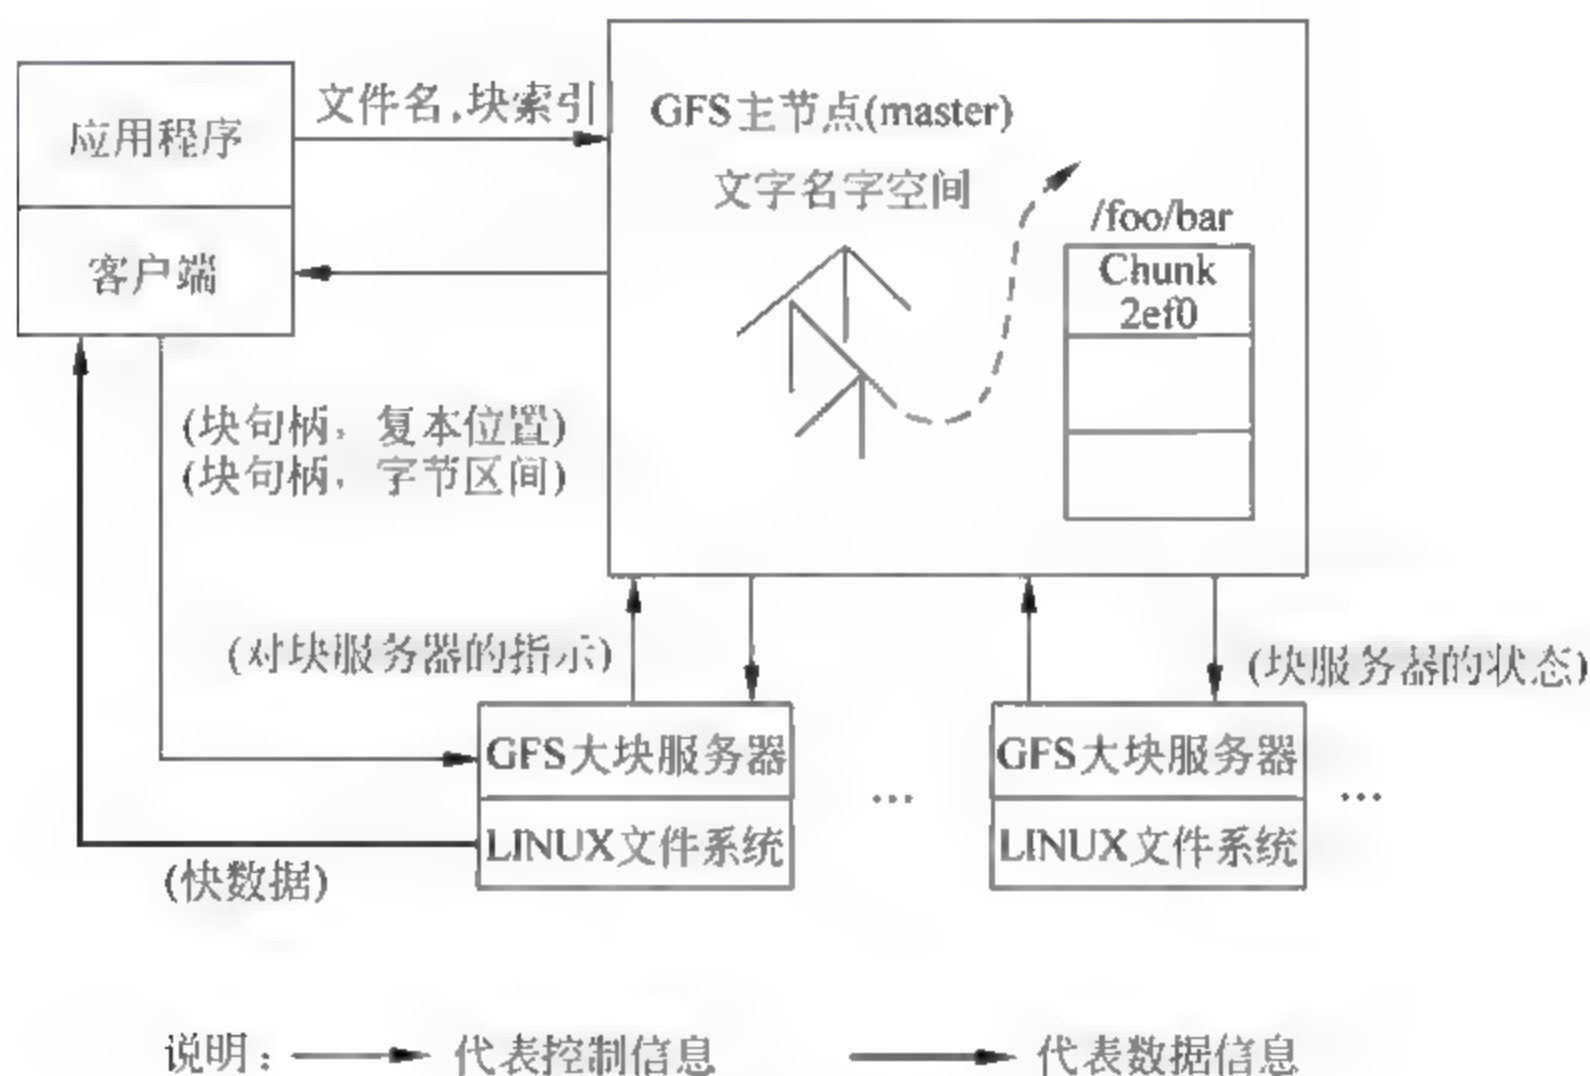 应用程序
客户端
文件名,块索引
GFS主节点(master)
文字名字空间
/foo/bar
Chunk
2ef0
(块句柄，复本位置)
(块句柄，字节区间)
(对块服务器的指示)
(块服务器的状态)
GFS大块服务器
LINUX文件系统
...
GFS大块服务器
LINUX文件系统
...
(快数据)
说明：
代表控制信息
代表数据信息